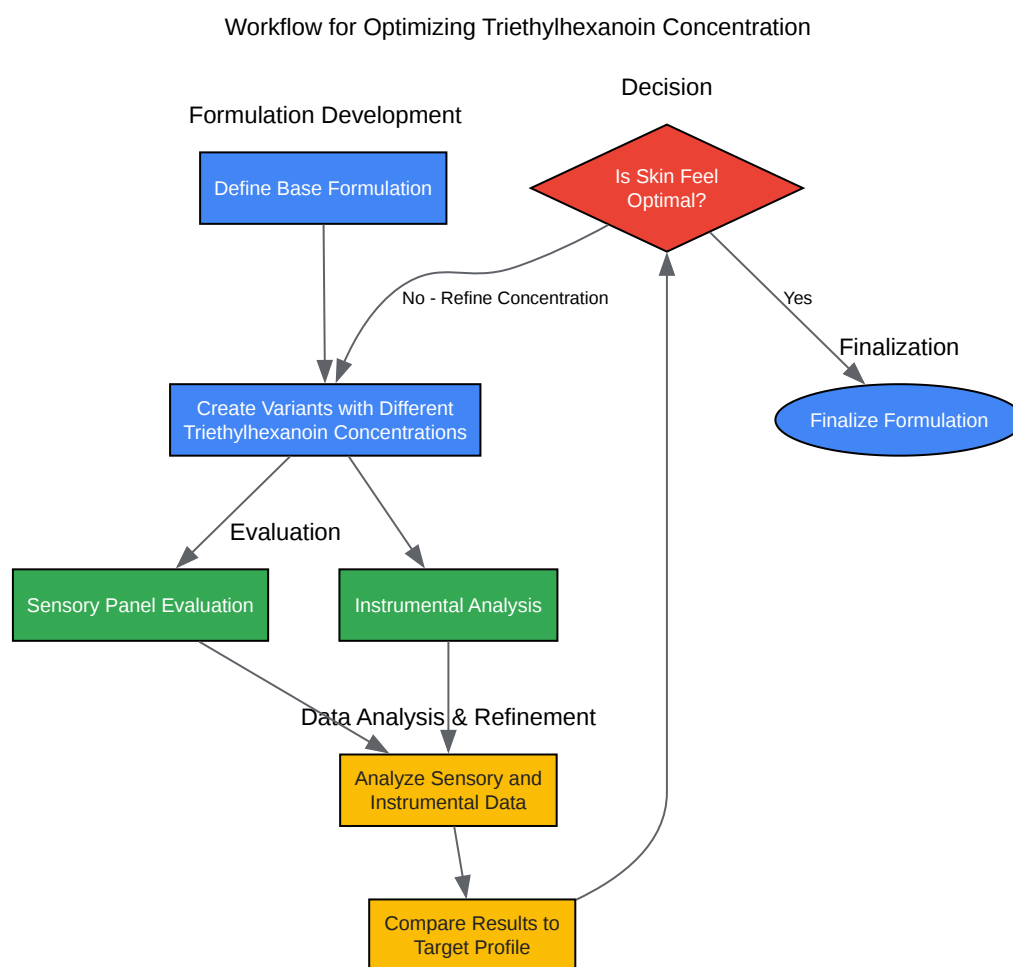 Workflow for Optimizing Triethylhexanoin Concentration
Decision
Formulation Development
Is Skin Feel
Optimal?
Define Base Formulation
No - Refine Concentration
Yes
Finalization
Create Variants with Different
Triethylhexanoin Concentrations
Finalize Formulation
Evaluation
Sensory Panel Evaluation
Instrumental Analysis
Data Analysis & Refinement
Analyze Sensory and
Instrumental Data
Compare Results to
Target Profile